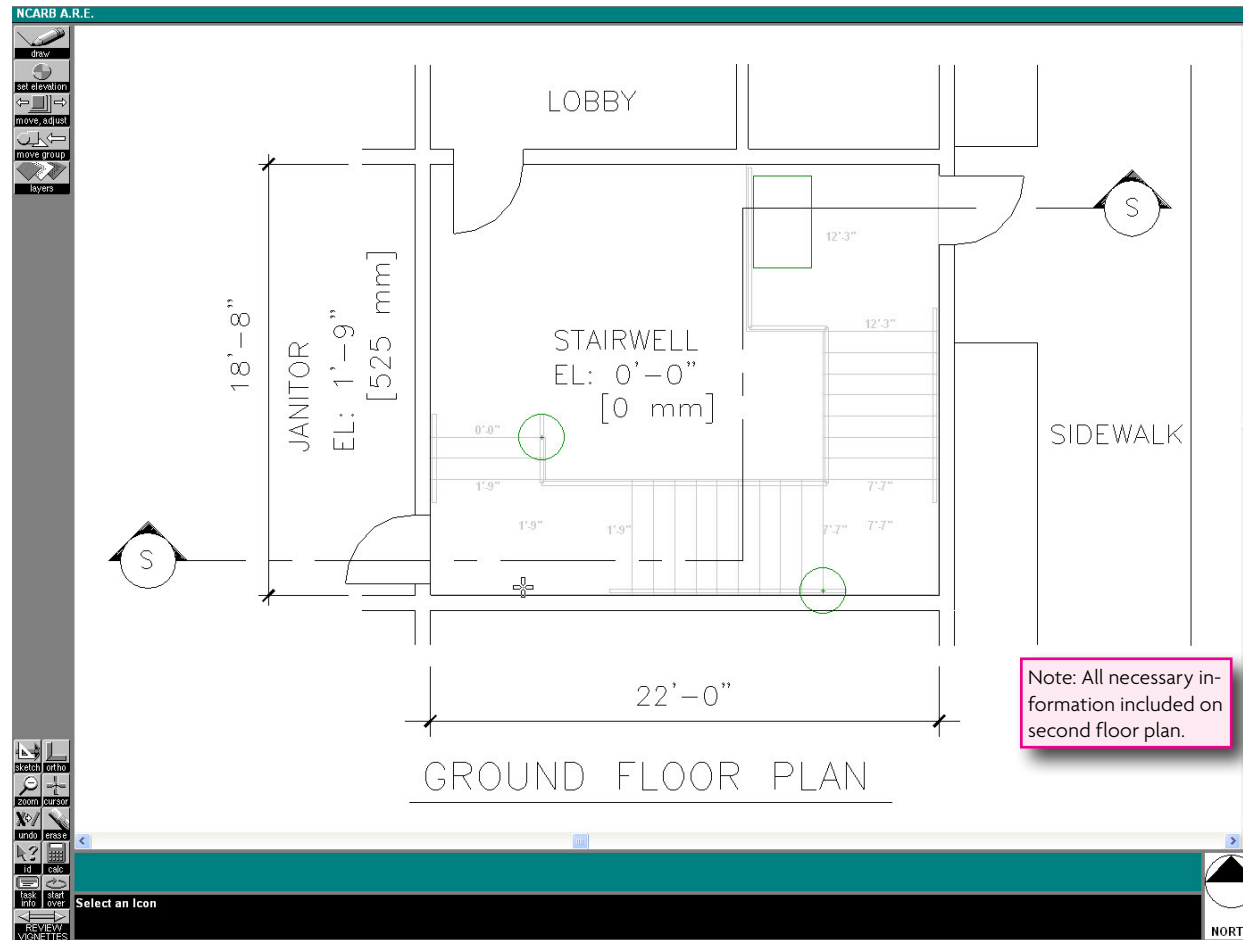 NCARB A.R.E.
draw
set elevation
move, adjust
move group
layers
LOBBY
S
12'-3"
12'-3"
18'-8"
JANITOR
EL: 1'-9"
[525 mm]
STAIRWELL
EL: 0'-0"
[0 mm]
0'-0"
1'-9"
1'-9"
1'-9"
7'-7"
7'-7"
7'-7"
SIDEWALK
S
22'-0"
Note: All necessary in-
formation included on
second floor plan.
GROUND FLOOR PLAN
sketch ortho
zoom cursor
undo erase
id calc
task info
start over
Select an Icon
REVIEW
VIGNETTES
NORT